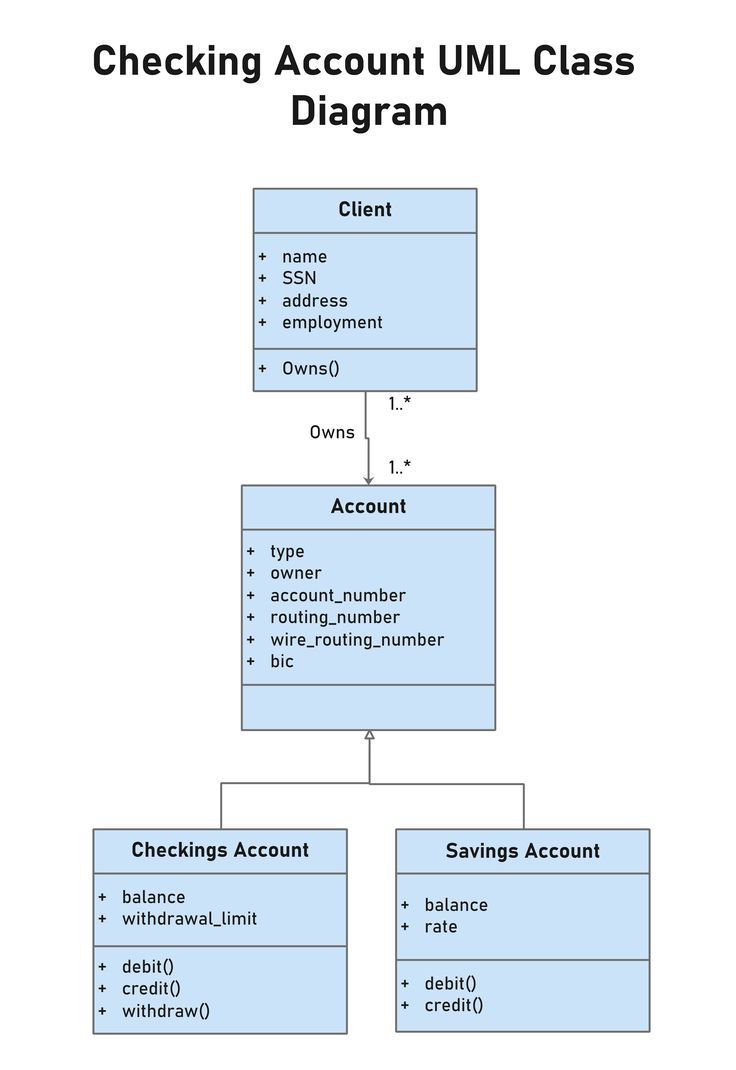 Checking Account UML Class
Diagram
Client
+ name
+ SSN
+ address
+ employment
+ Owns()
1..*
Owns
1..*
Account
+ type
+ owner
+ account_number
+ routing_number
+ wire_routing_number
+ bic
Checkings Account
+ balance
+ withdrawal_limit
+ debit()
+ credit()
+ withdraw()
Savings Account
+ balance
+ rate
+ debit()
+ credit()